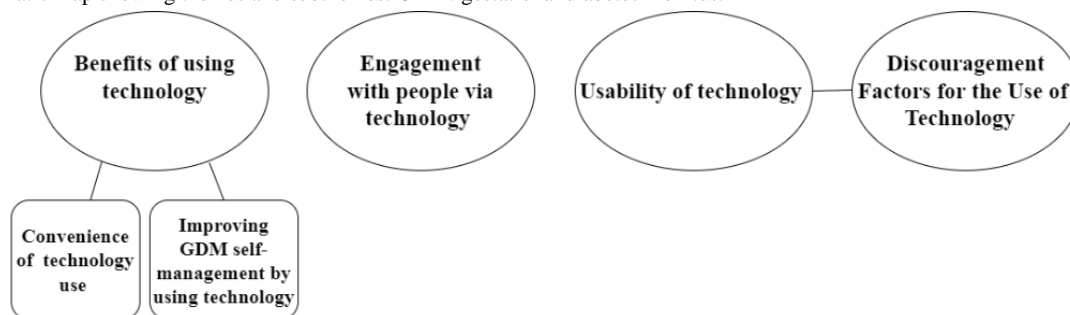 Benefits of using
technology
Engagement
with people via
technology
Usability of technology
Discouragement
Factors for the Use of
Technology
Convenience
of technology
use
Improving
GDM self-
management by
using technology